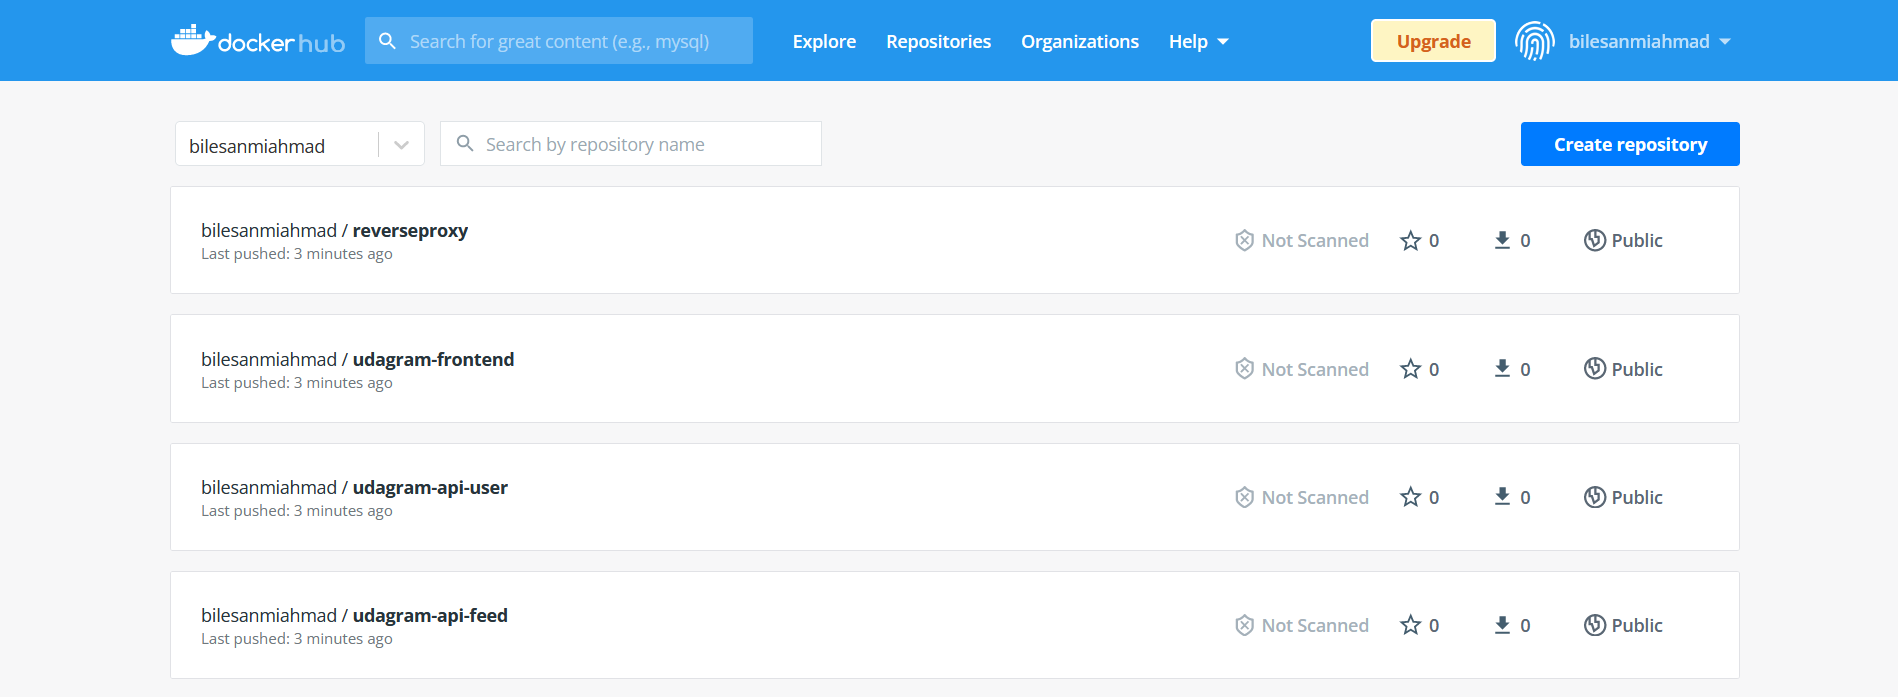 docker hub Search for great content (e.g., mysql) Explore Repositories Organizations Help Upgrade bilesanmiahmad
bilesanmiahmad Search by repository name Create repository
bilesanmiahmad / reverseproxy
Last pushed: 3 minutes ago
Not Scanned 0 0 Public
bilesanmiahmad / udagram-frontend
Last pushed: 3 minutes ago
Not Scanned 0 0 Public
bilesanmiahmad / udagram-api-user
Last pushed: 3 minutes ago
Not Scanned 0 0 Public
bilesanmiahmad / udagram-api-feed
Last pushed: 3 minutes ago
Not Scanned 0 0 Public